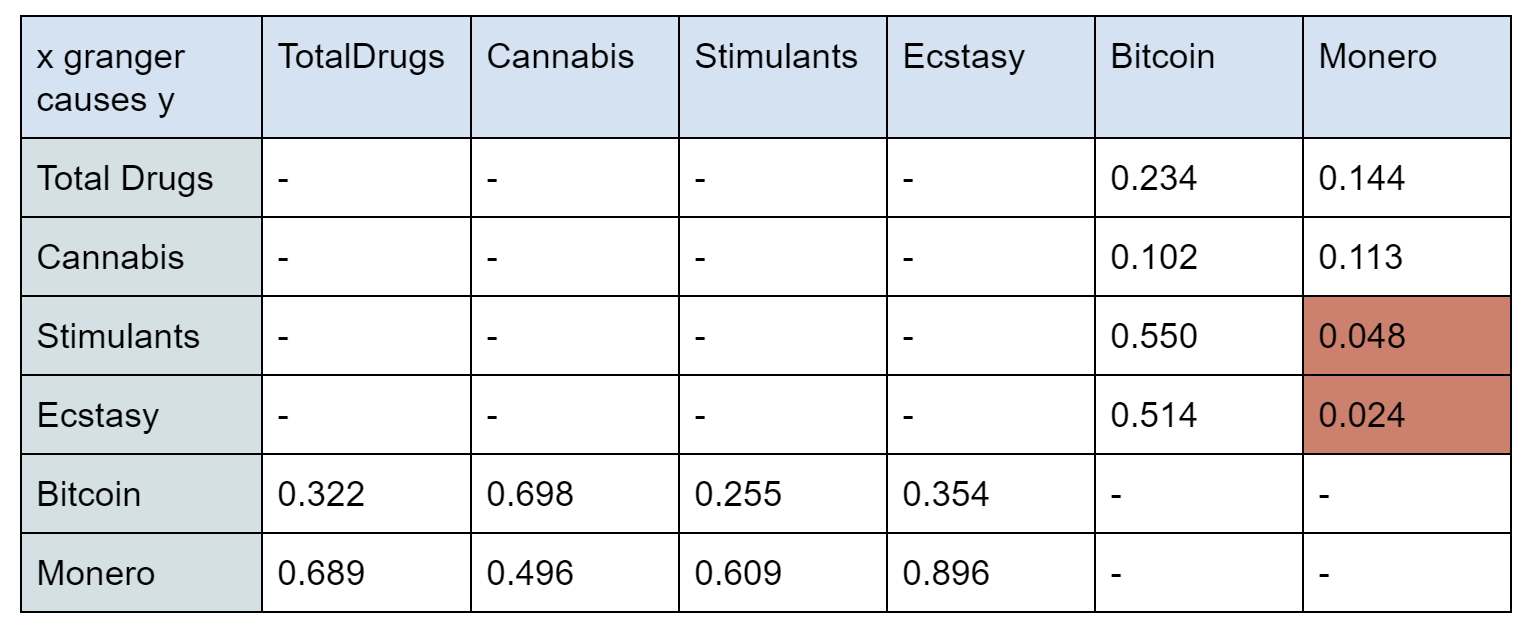 x granger causes y TotalDrugs Cannabis Stimulants Ecstasy Bitcoin Monero
Total Drugs - - - - 0.234 0.144
Cannabis - - - - 0.102 0.113
Stimulants - - - - 0.550 0.048
Ecstasy - - - - 0.514 0.024
Bitcoin 0.322 0.698 0.255 0.354 - -
Monero 0.689 0.496 0.609 0.896 - -